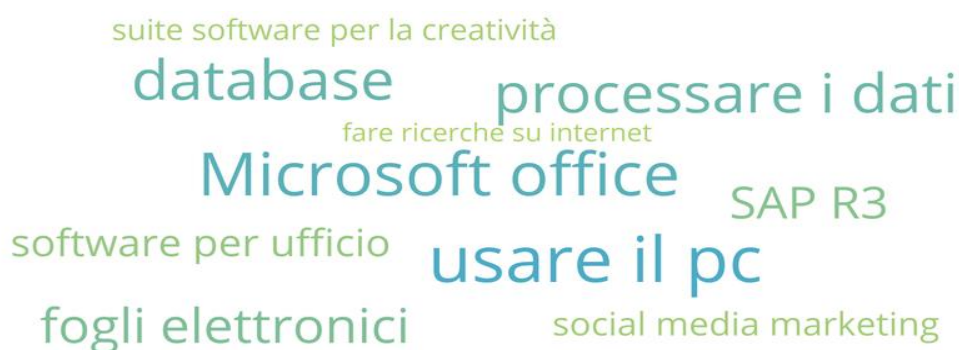 suite software per la creatività
database
processare i dati
fare ricerche su internet
Microsoft office
SAP R3
software per ufficio
usare il pc
fogli elettronici
social media marketing